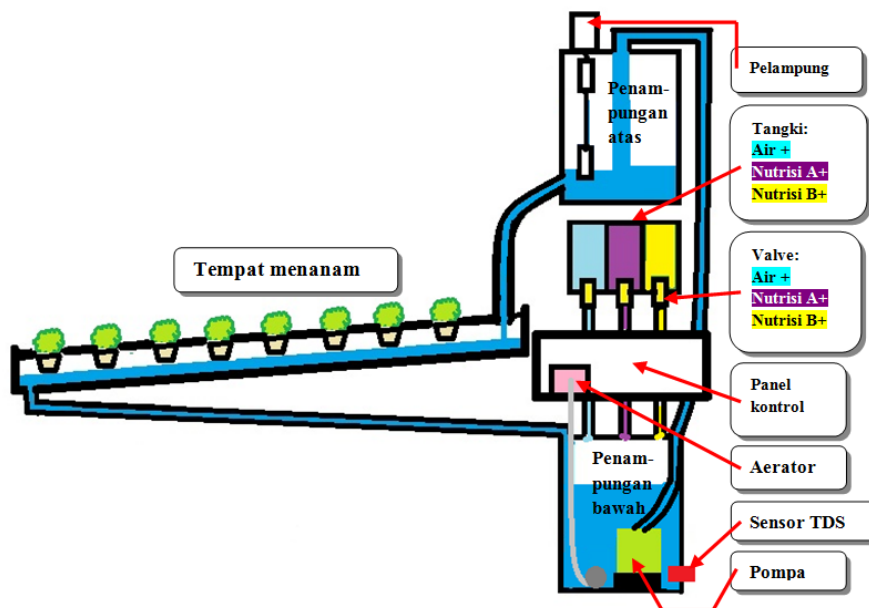 Penam-
pungan
atas
Pelampung
Tangki:
Air +
Nutrisi A+
Nutrisi B+
Tempat menanam
Valve:
Air +
Nutrisi A+
Nutrisi B+
Panel
kontrol
Aerator
Penam-
pungan
bawah
Sensor TDS
Pompa